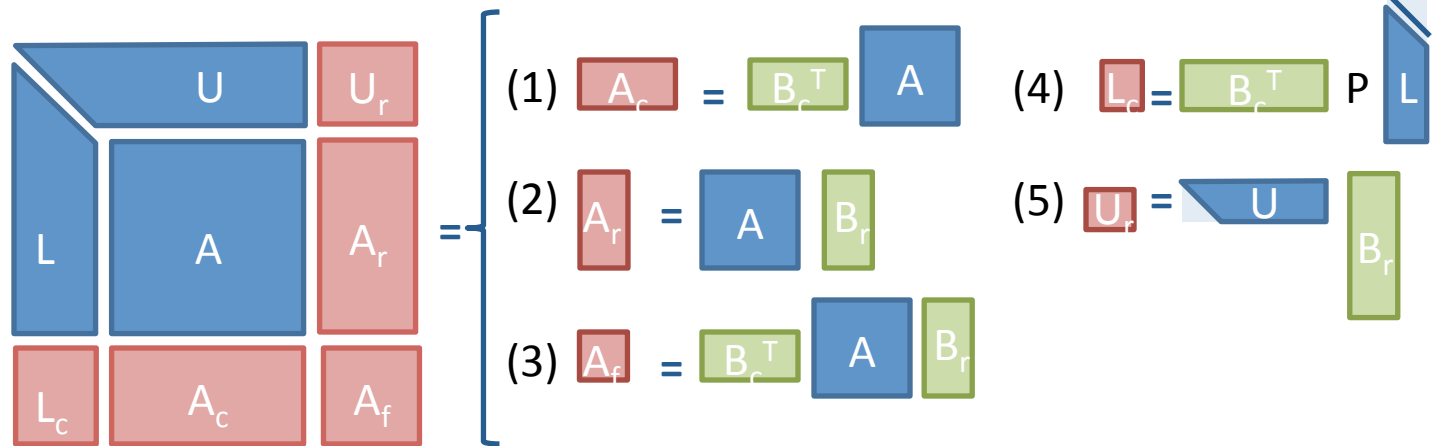 U U_r
L A A_r
L_c A_c A_f
=
(1) A_c = B_c^T A
(2) A_r = A B_r
(3) A_f = B_c^T A B_r
(4) L_c = B_c^T P L
(5) U_r = U B_r